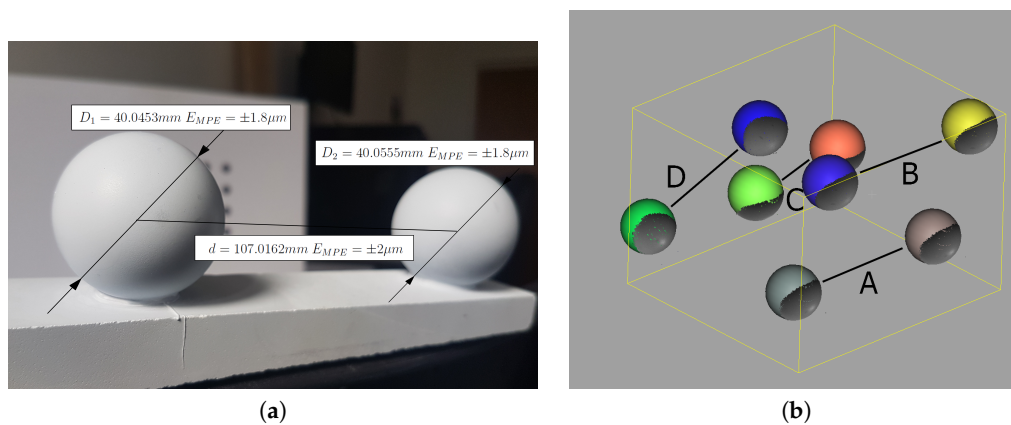 D₁ = 40.0453mm E_MPE = ±1.8μm
D₂ = 40.0555mm E_MPE = ±1.8μm
d = 107.0162mm E_MPE = ±2μm
D
C
B
A
(a)
(b)